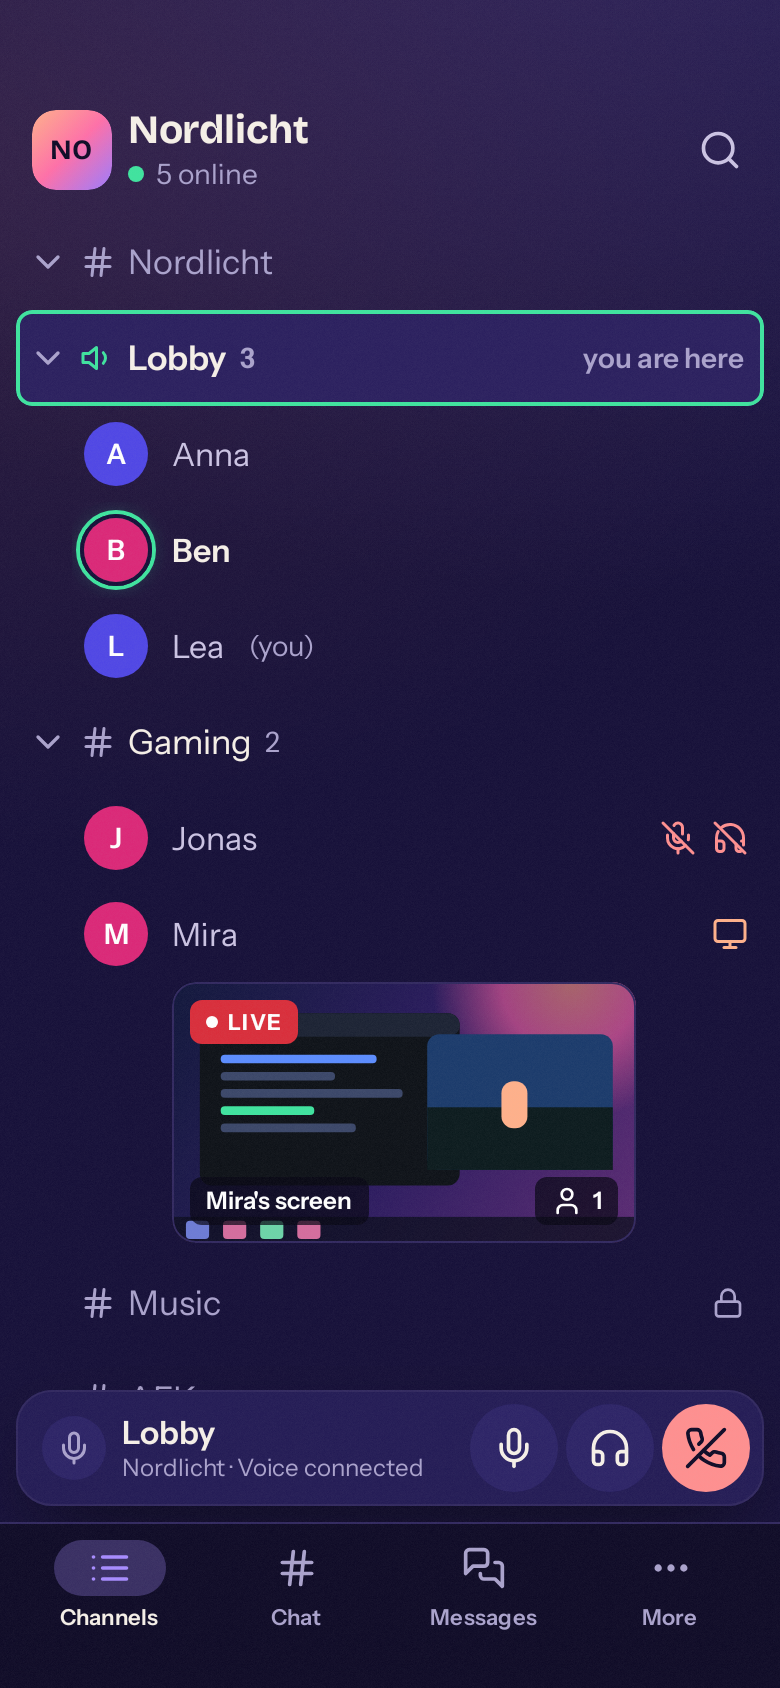 NO
Nordlicht
5 online
# Nordlicht
Lobby 3 you are here
A Anna
B Ben
L Lea (you)
# Gaming 2
J Jonas
M Mira
LIVE
Mira's screen 1
# Music
# AFK
Lobby
Nordlicht · Voice connected
Channels # Chat Messages More